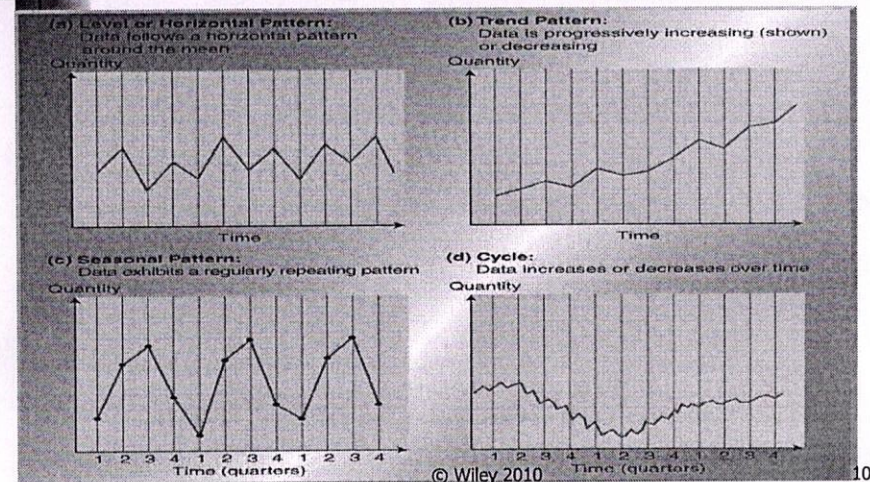 (a) Level or Horizontal Pattern:
Data follows a horizontal pattern
around the mean
Quantity
Time
(b) Trend Pattern:
Data is progressively increasing (shown)
or decreasing
Quantity
Time
(c) Seasonal Pattern:
Data exhibits a regularly repeating pattern
Quantity
1 2 3 4 1 2 3 4 1 2 3 4
Time (quarters)
(d) Cycle:
Data increases or decreases over time
Quantity
1 2 3 4 1 2 3 4 1 2 3 4
Time (quarters)
© Wiley 2010
10